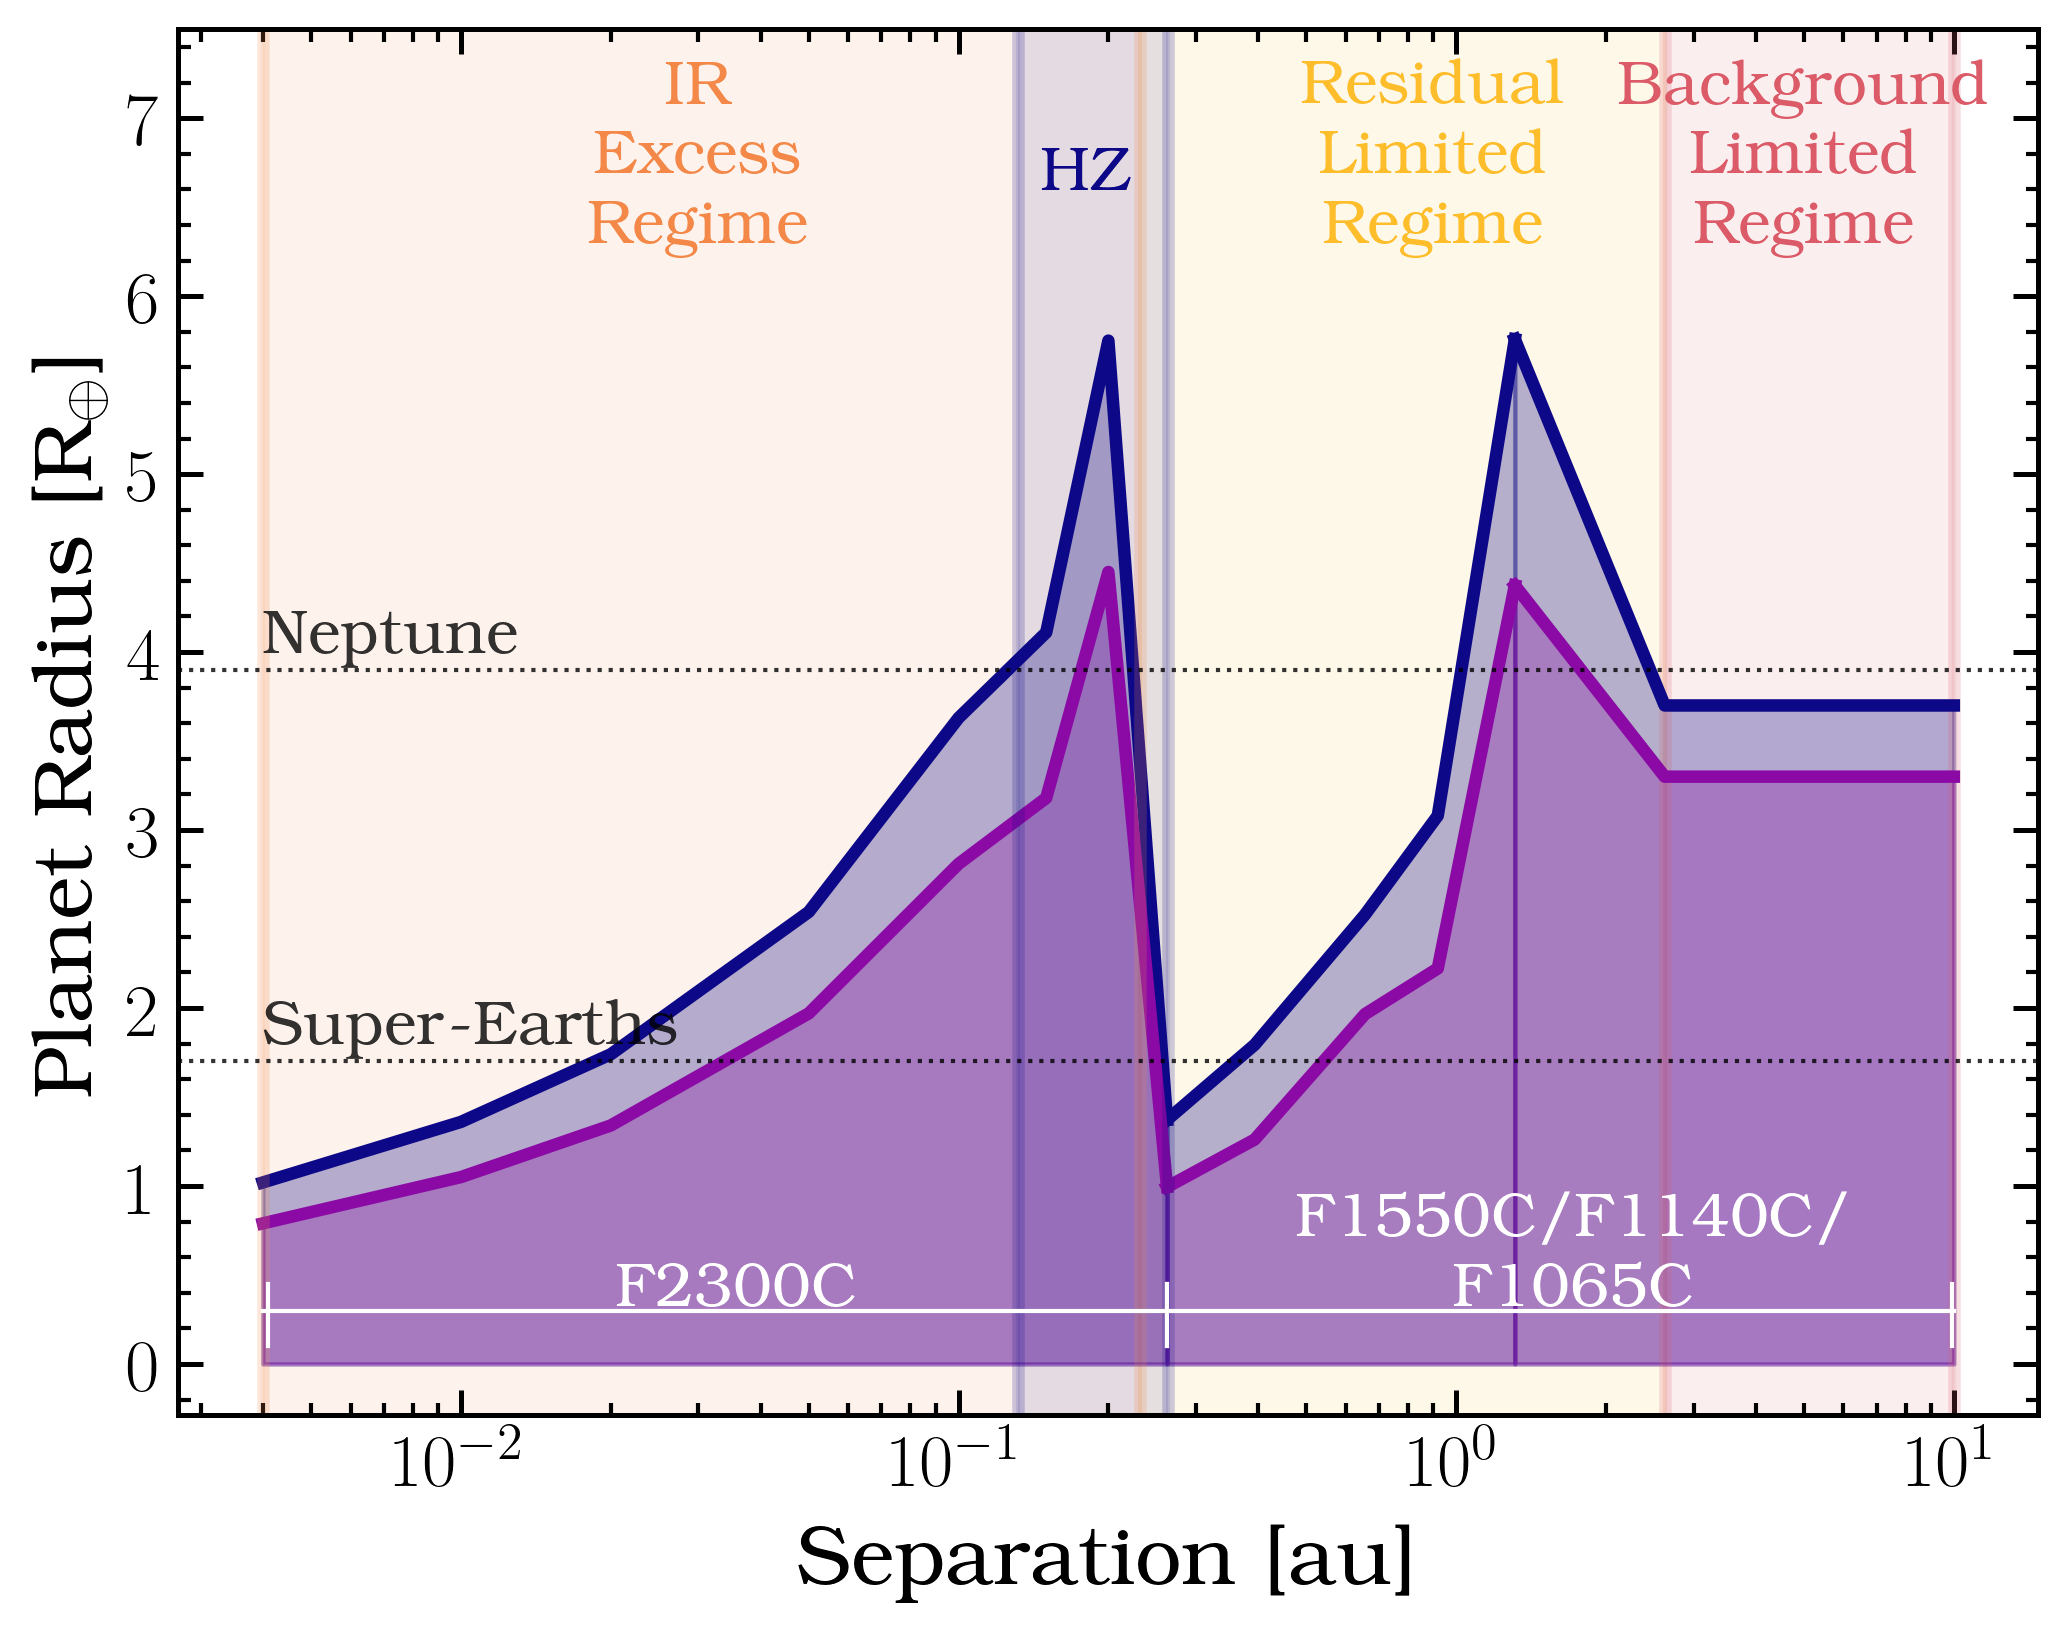 IR
Excess
Regime
HZ
Residual
Limited
Regime
Background
Limited
Regime
7
6
5
4
3
2
1
0
Planet Radius [R⊕]
Neptune
Super-Earths
F2300C
F1550C/F1140C/
F1065C
10⁻²
10⁻¹
10⁰
10¹
Separation [au]